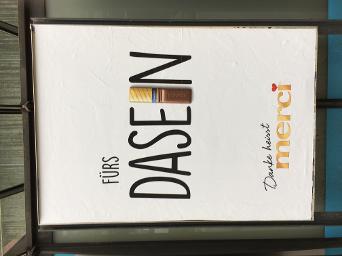 FÜRS
DASEIN
Danke heisst
merci